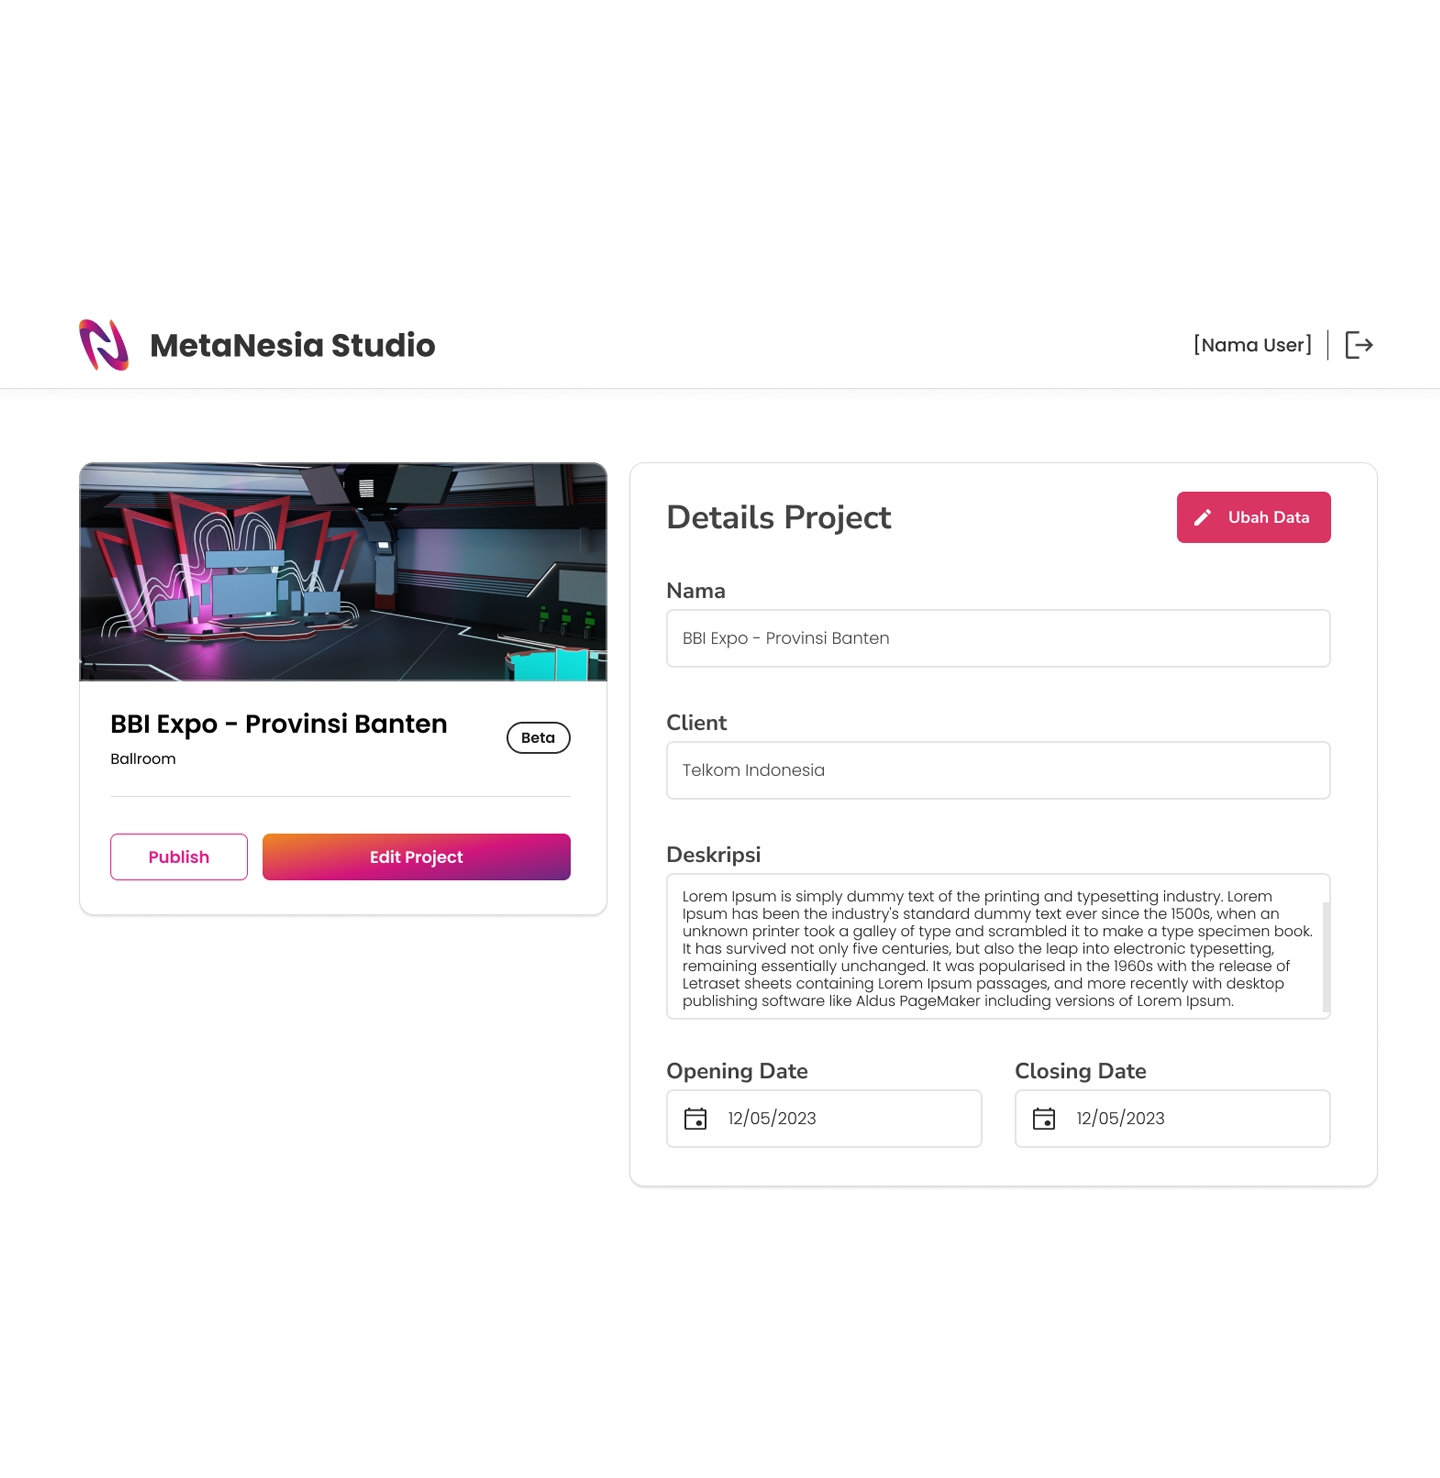 MetaNesia Studio
[Nama User]
BBI Expo - Provinsi Banten
Ballroom
Beta
Publish
Edit Project
Details Project
Ubah Data
Nama
BBI Expo - Provinsi Banten
Client
Telkom Indonesia
Deskripsi
Lorem Ipsum is simply dummy text of the printing and typesetting industry. Lorem
Ipsum has been the industry's standard dummy text ever since the 1500s, when an
unknown printer took a galley of type and scrambled it to make a type specimen book.
It has survived not only five centuries, but also the leap into electronic typesetting,
remaining essentially unchanged. It was popularised in the 1960s with the release of
Letraset sheets containing Lorem Ipsum passages, and more recently with desktop
publishing software like Aldus PageMaker including versions of Lorem Ipsum.
Opening Date
12/05/2023
Closing Date
12/05/2023